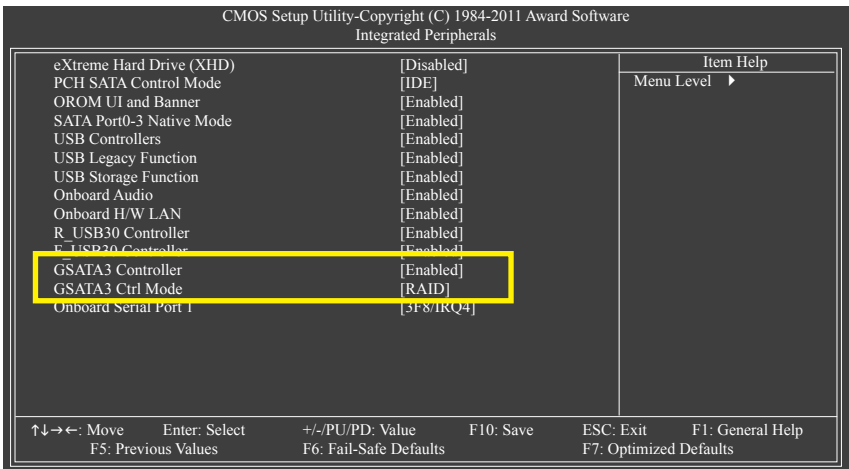 CMOS Setup Utility-Copyright (C) 1984-2011 Award Software
Integrated Peripherals
eXtreme Hard Drive (XHD) [Disabled]
PCH SATA Control Mode [IDE]
OROM UI and Banner [Enabled]
SATA Port0-3 Native Mode [Enabled]
USB Controllers [Enabled]
USB Legacy Function [Enabled]
USB Storage Function [Enabled]
Onboard Audio [Enabled]
Onboard H/W LAN [Enabled]
R_USB30 Controller [Enabled]
F_USB30 Controller [Enabled]
GSATA3 Controller [Enabled]
GSATA3 Ctrl Mode [RAID]
Onboard Serial Port 1 [3F8/IRQ4]
Item Help
Menu Level ▶
↑↓→←: Move Enter: Select +/-/PU/PD: Value F10: Save ESC: Exit F1: General Help
F5: Previous Values F6: Fail-Safe Defaults F7: Optimized Defaults